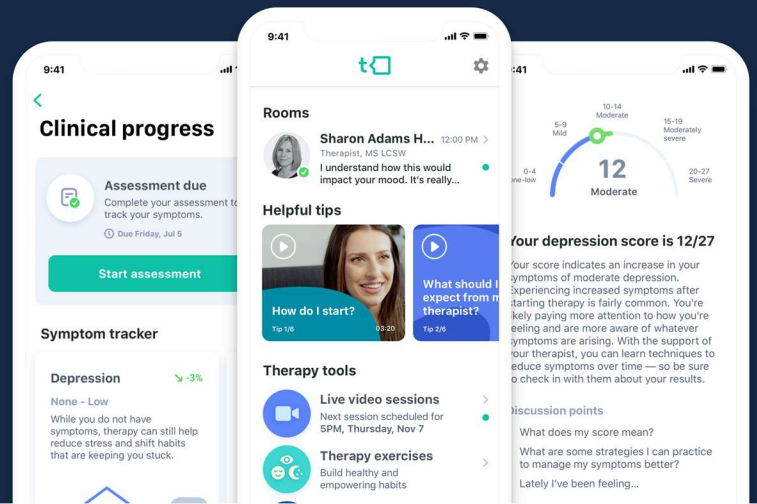 9:41
Clinical progress
Assessment due
Complete your assessment to
track your symptoms.
Due Friday, Jul 5
Start assessment
Symptom tracker
Depression
-3%
None - Low
While you do not have
symptoms, therapy can still help
reduce stress and shift habits
that are keeping you stuck.
9:41
t
Rooms
Sharon Adams H... 12:00 PM
Therapist, MS LCSW
I understand how this would
impact your mood. It's really...
Helpful tips
How do I start?
Tip 1/6
03:20
What should I
expect from m
therapist?
Tip 2/6
Therapy tools
Live video sessions
Next session scheduled for
5PM, Thursday, Nov 7
Therapy exercises
Build healthy and
empowering habits
:41
10-14
Moderate
5-9
Mild
15-19
Moderately
severe
0-4
ne-low
20-27
Severe
12
Moderate
Your depression score is 12/27
Your score indicates an increase in your
symptoms of moderate depression.
Experiencing increased symptoms after
starting therapy is fairly common. You're
likely paying more attention to how you're
feeling and are more aware of whatever
symptoms are arising. With the support of
your therapist, you can learn techniques to
reduce symptoms over time — so be sure
to check in with them about your results.
Discussion points
What does my score mean?
What are some strategies I can practice
to manage my symptoms better?
Lately I've been feeling...